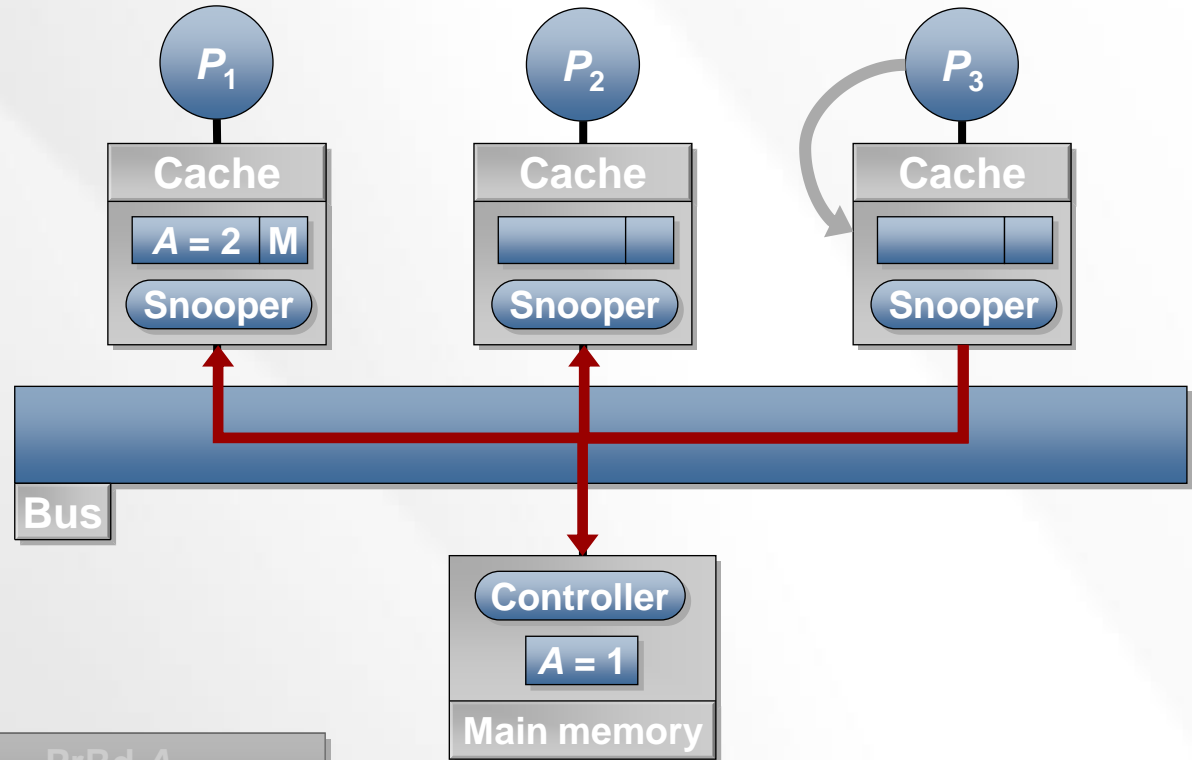 P1 P2 P3
Cache Cache Cache
A = 2 M
Snooper Snooper Snooper
Bus
Controller
A = 1
Main memory